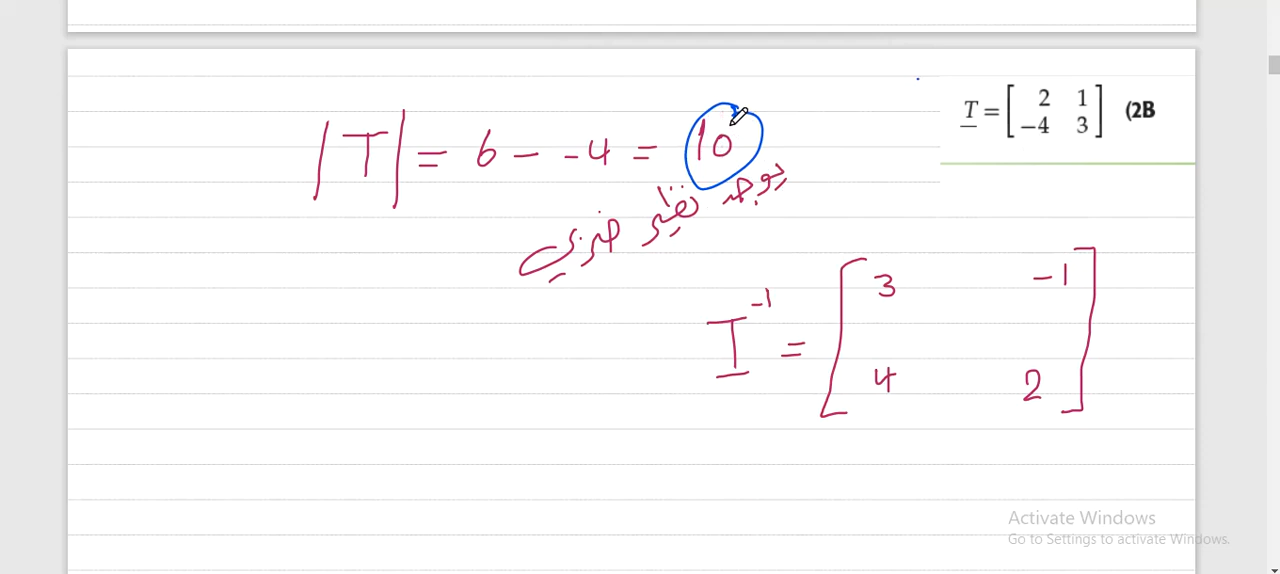 T = [ 2 1
-4 3 ] (2B
|T| = 6 - -4 = 10
يوجد نظير ضربي
T⁻¹ = [ 3 -1
4 2 ]
Activate Windows
Go to Settings to activate Windows.